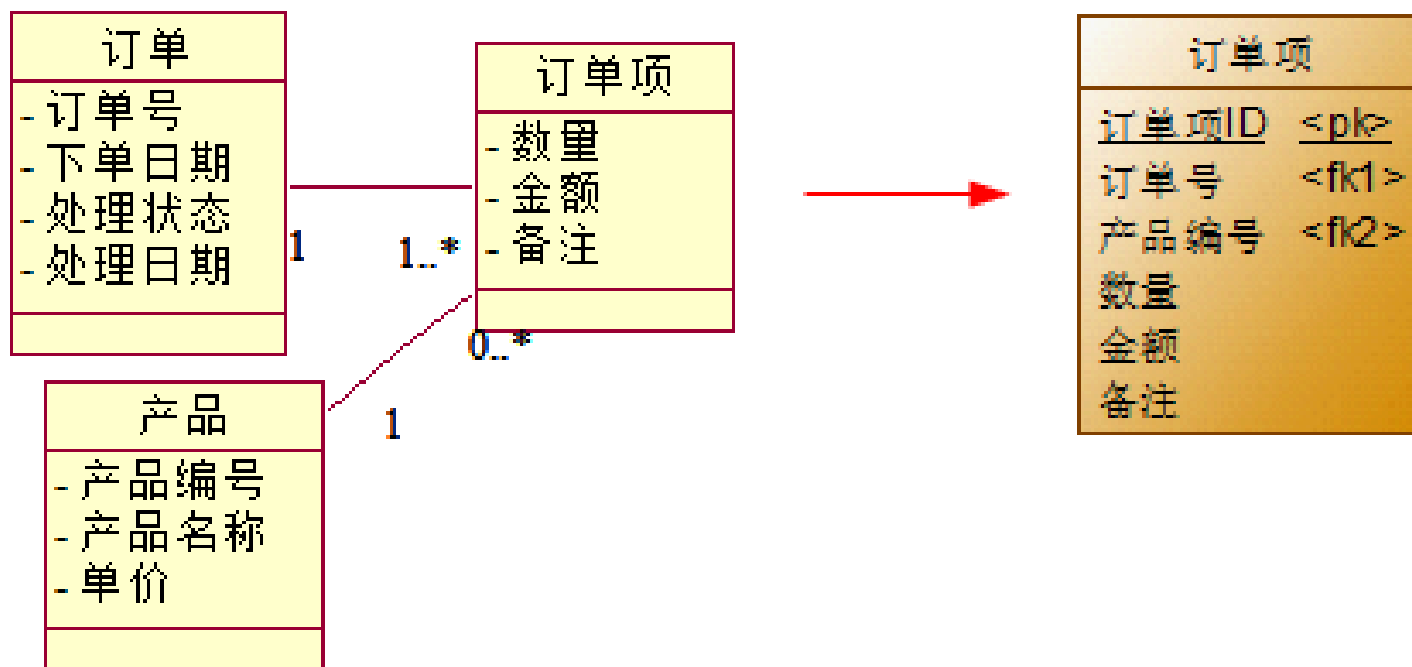 订单
- 订单号
- 下单日期
- 处理状态
- 处理日期
1
1..*
订单项
- 数量
- 金额
- 备注
0..*
1
产品
- 产品编号
- 产品名称
- 单价
订单项
订单项ID <pk>
订单号 <fk1>
产品编号 <fk2>
数量
金额
备注